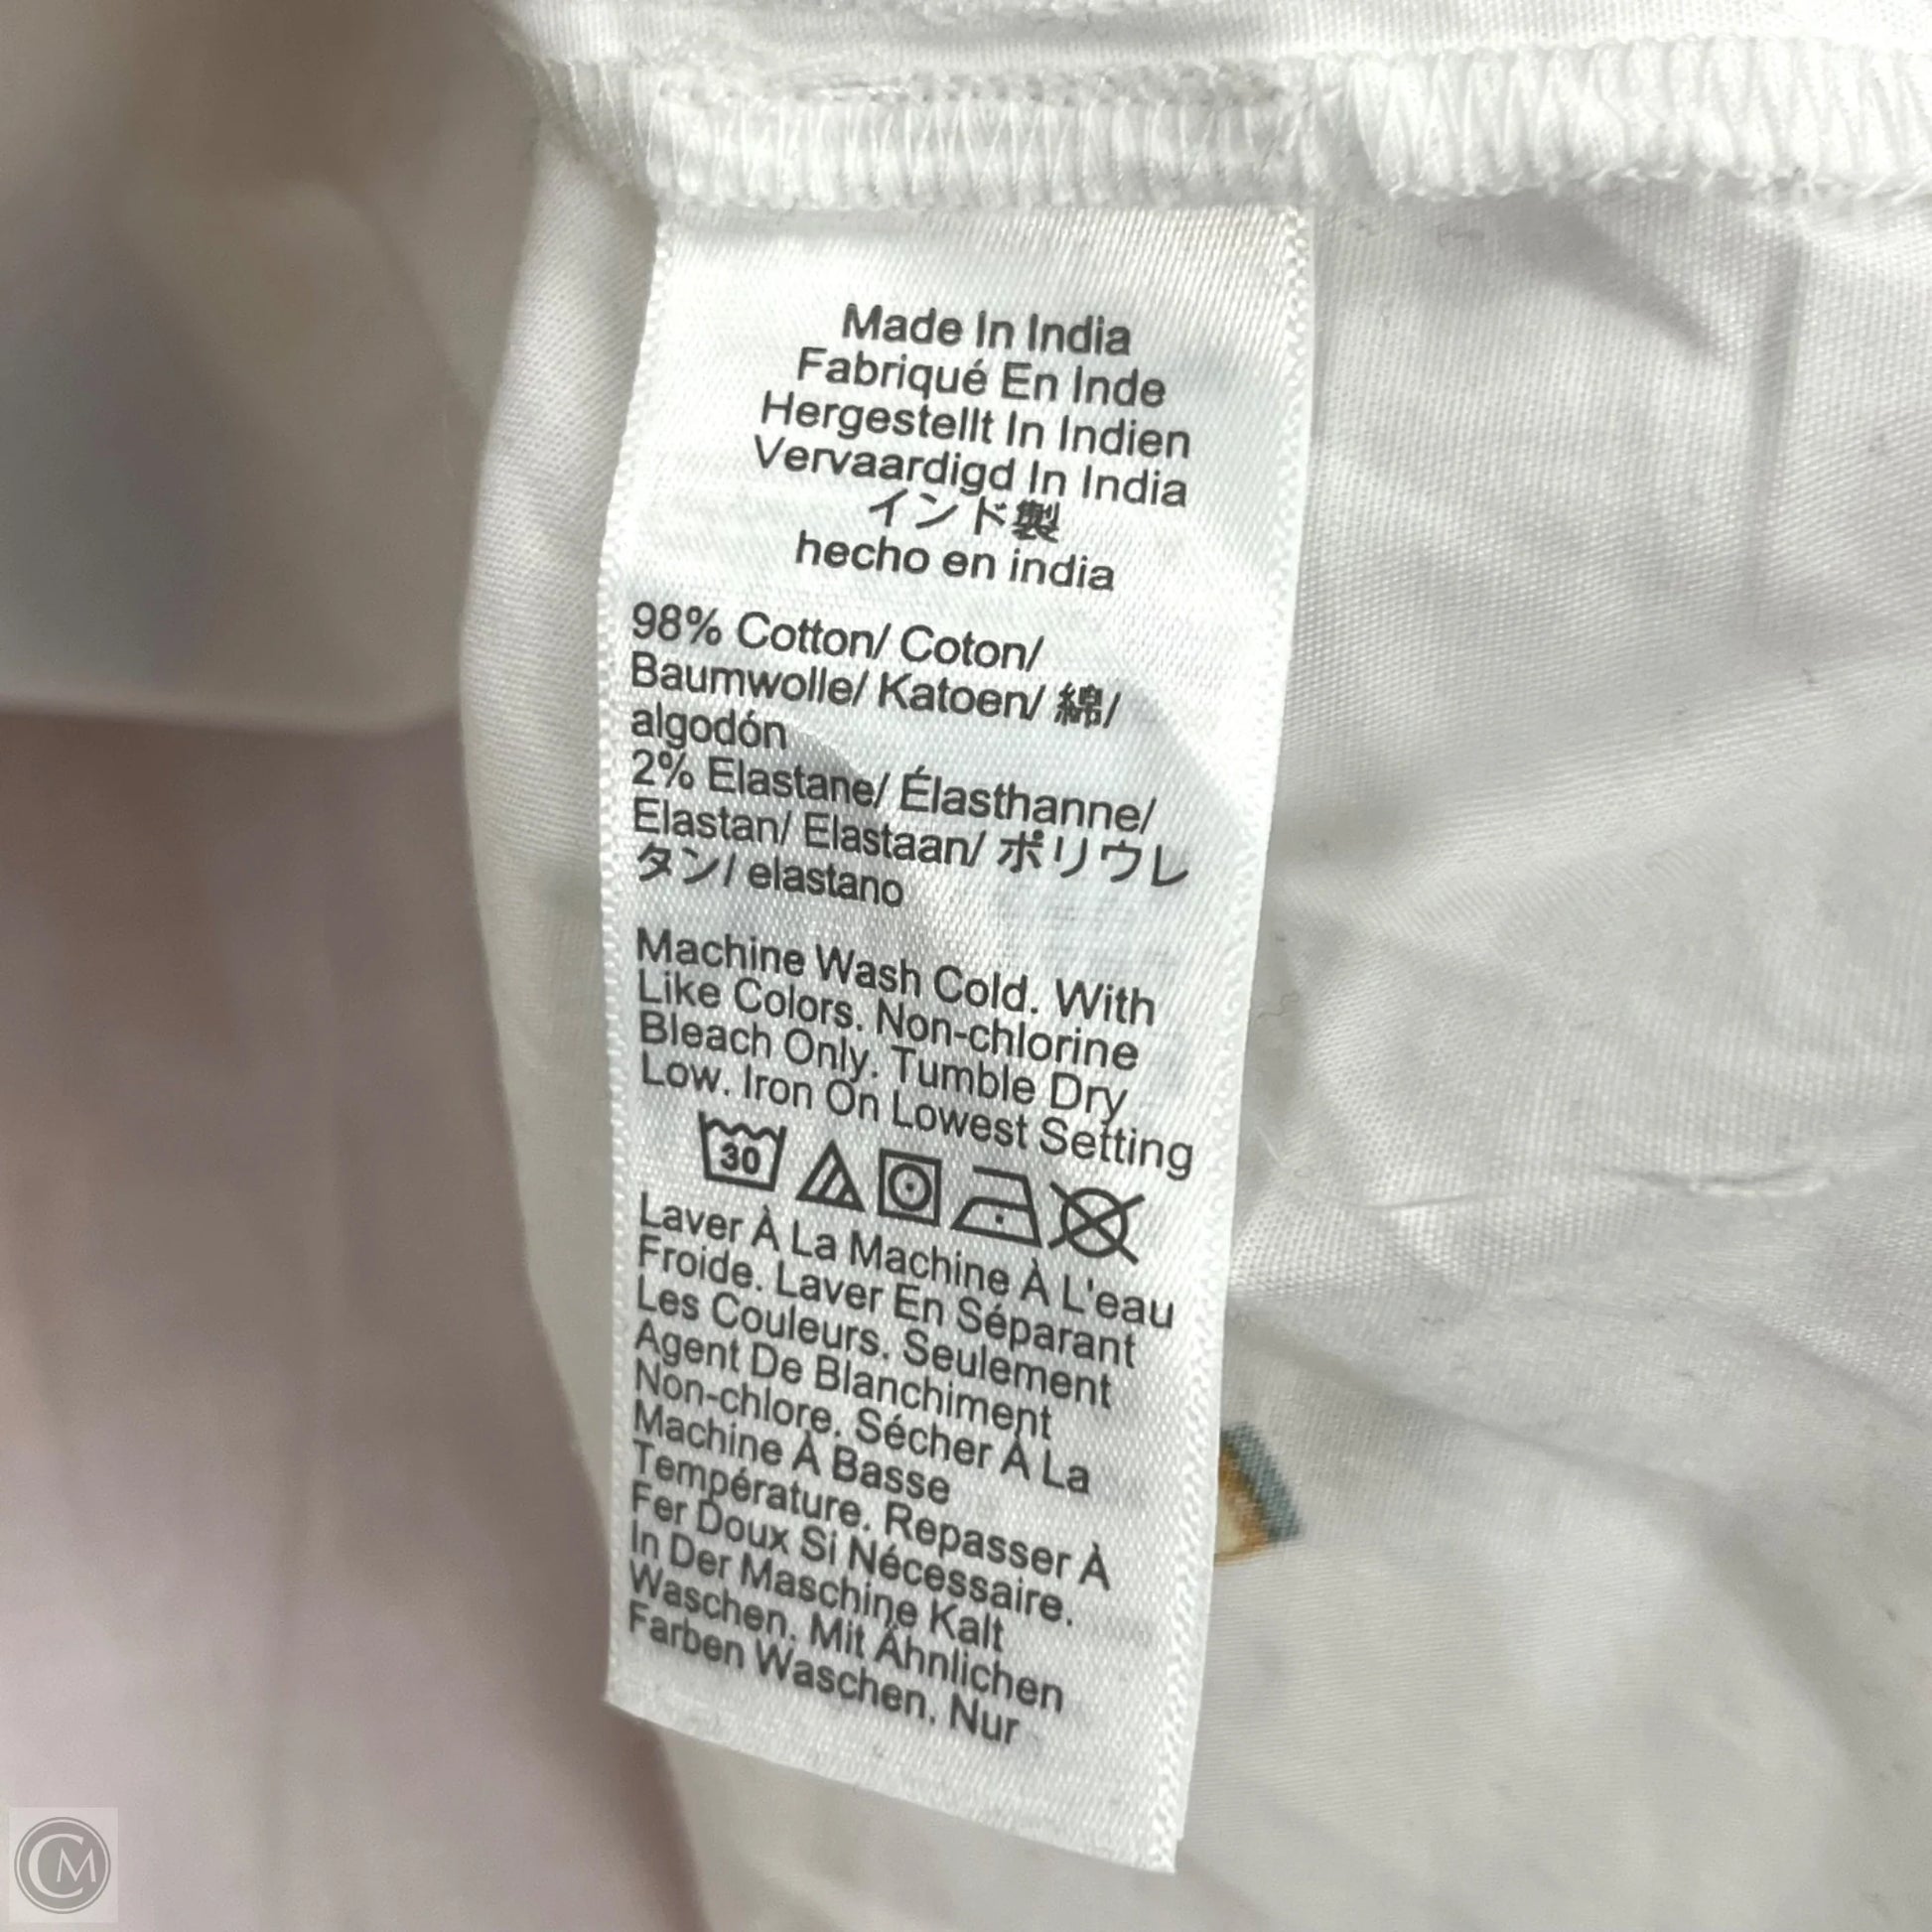 Made In India
Fabriqué En Inde
Hergestellt In Indien
Vervaardigd In India
インド製
hecho en india
98% Cotton/ Coton/
Baumwolle/ Katoen/ 綿/
algodón
2% Elastane/ Élasthanne/
Elastan/ Elastaan/ ポリウレ
タン/ elastano
Machine Wash Cold. With
Like Colors. Non-chlorine
Bleach Only. Tumble Dry
Low. Iron On Lowest Setting
30
Laver À La Machine À L'eau
Froide. Laver En Séparant
Les Couleurs. Seulement
Agent De Blanchiment
Non-chlore. Sécher À La
Machine À Basse
Température. Repasser À
Fer Doux Si Nécessaire.
In Der Maschine Kalt
Waschen. Mit Ähnlichen
Farben Waschen. Nur
CM